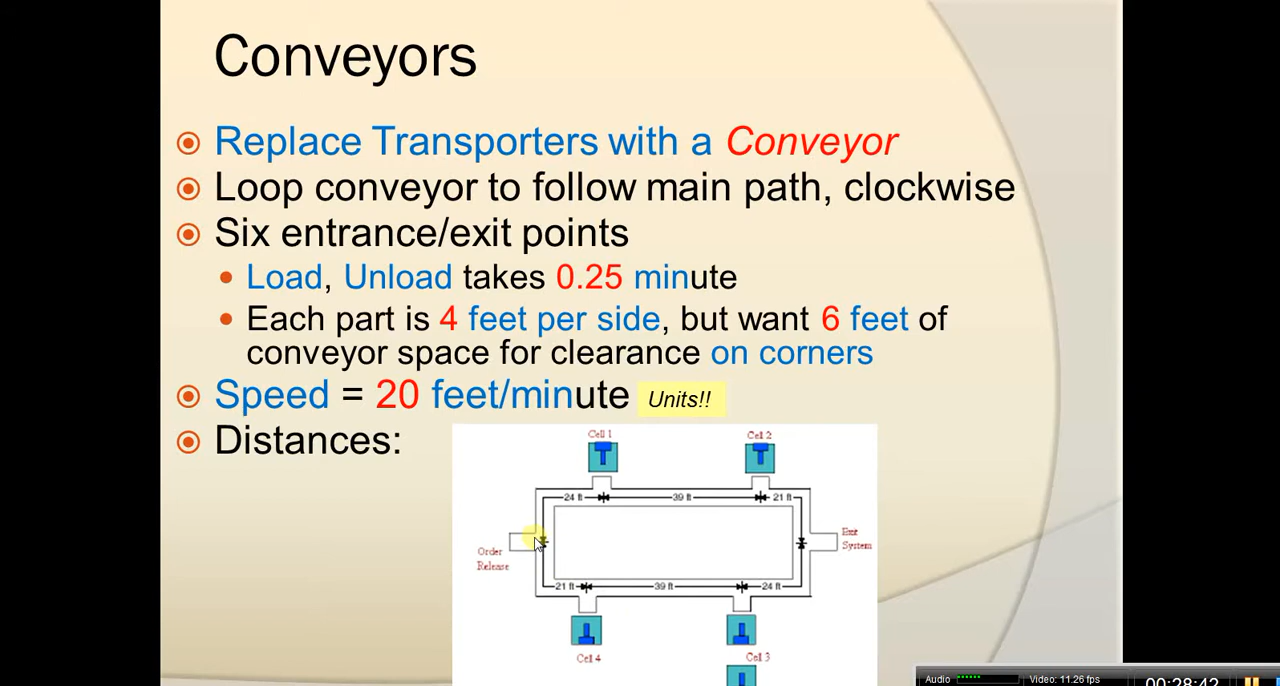 Conveyors
Replace Transporters with a Conveyor
Loop conveyor to follow main path, clockwise
Six entrance/exit points
Load, Unload takes 0.25 minute
Each part is 4 feet per side, but want 6 feet of
conveyor space for clearance on corners
Speed = 20 feet/minute Units!!
Distances:
Cell 1 Cell 2
24 ft 39 ft 21 ft
Order
Release
Exit
System
21 ft 39 ft 24 ft
Cell 4 Cell 3
Audio Video: 11.26 fps 00:28:42